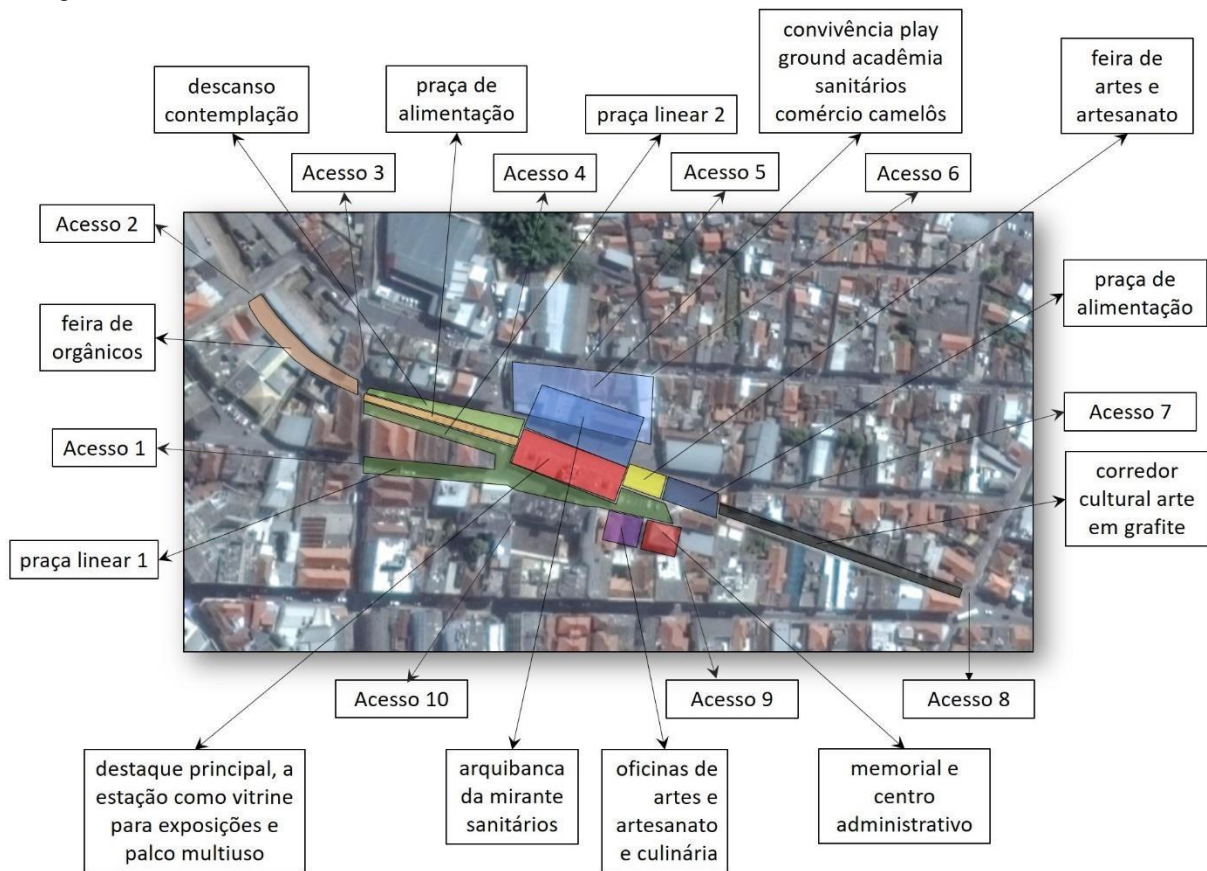 convivência play
ground acadêmia
sanitários
comércio camelôs
feira de
artes e
artesanato
descanso
contemplação
praça de
alimentação
praça linear 2
Acesso 3
Acesso 4
Acesso 5
Acesso 6
Acesso 2
feira de
orgânicos
praça de
alimentação
Acesso 1
Acesso 7
praça linear 1
corredor
cultural arte
em grafite
Acesso 10
Acesso 9
Acesso 8
destaque principal, a
estação como vitrine
para exposições e
palco multiuso
arquibanca
da mirante
sanitários
oficinas de
artes e
artesanato
e culinária
memorial e
centro
administrativo